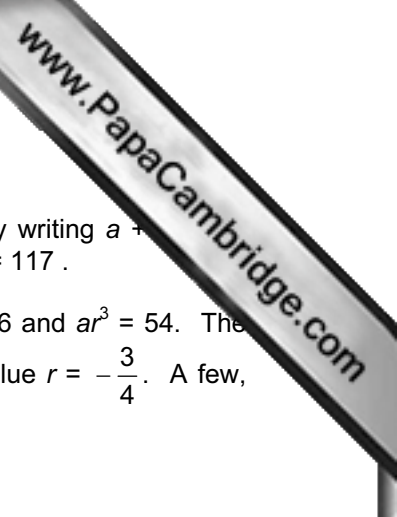 www.PapaCambridge.com
y writing a +
= 117 .
6 and ar³ = 54. The
lue r = −3/4. A few,